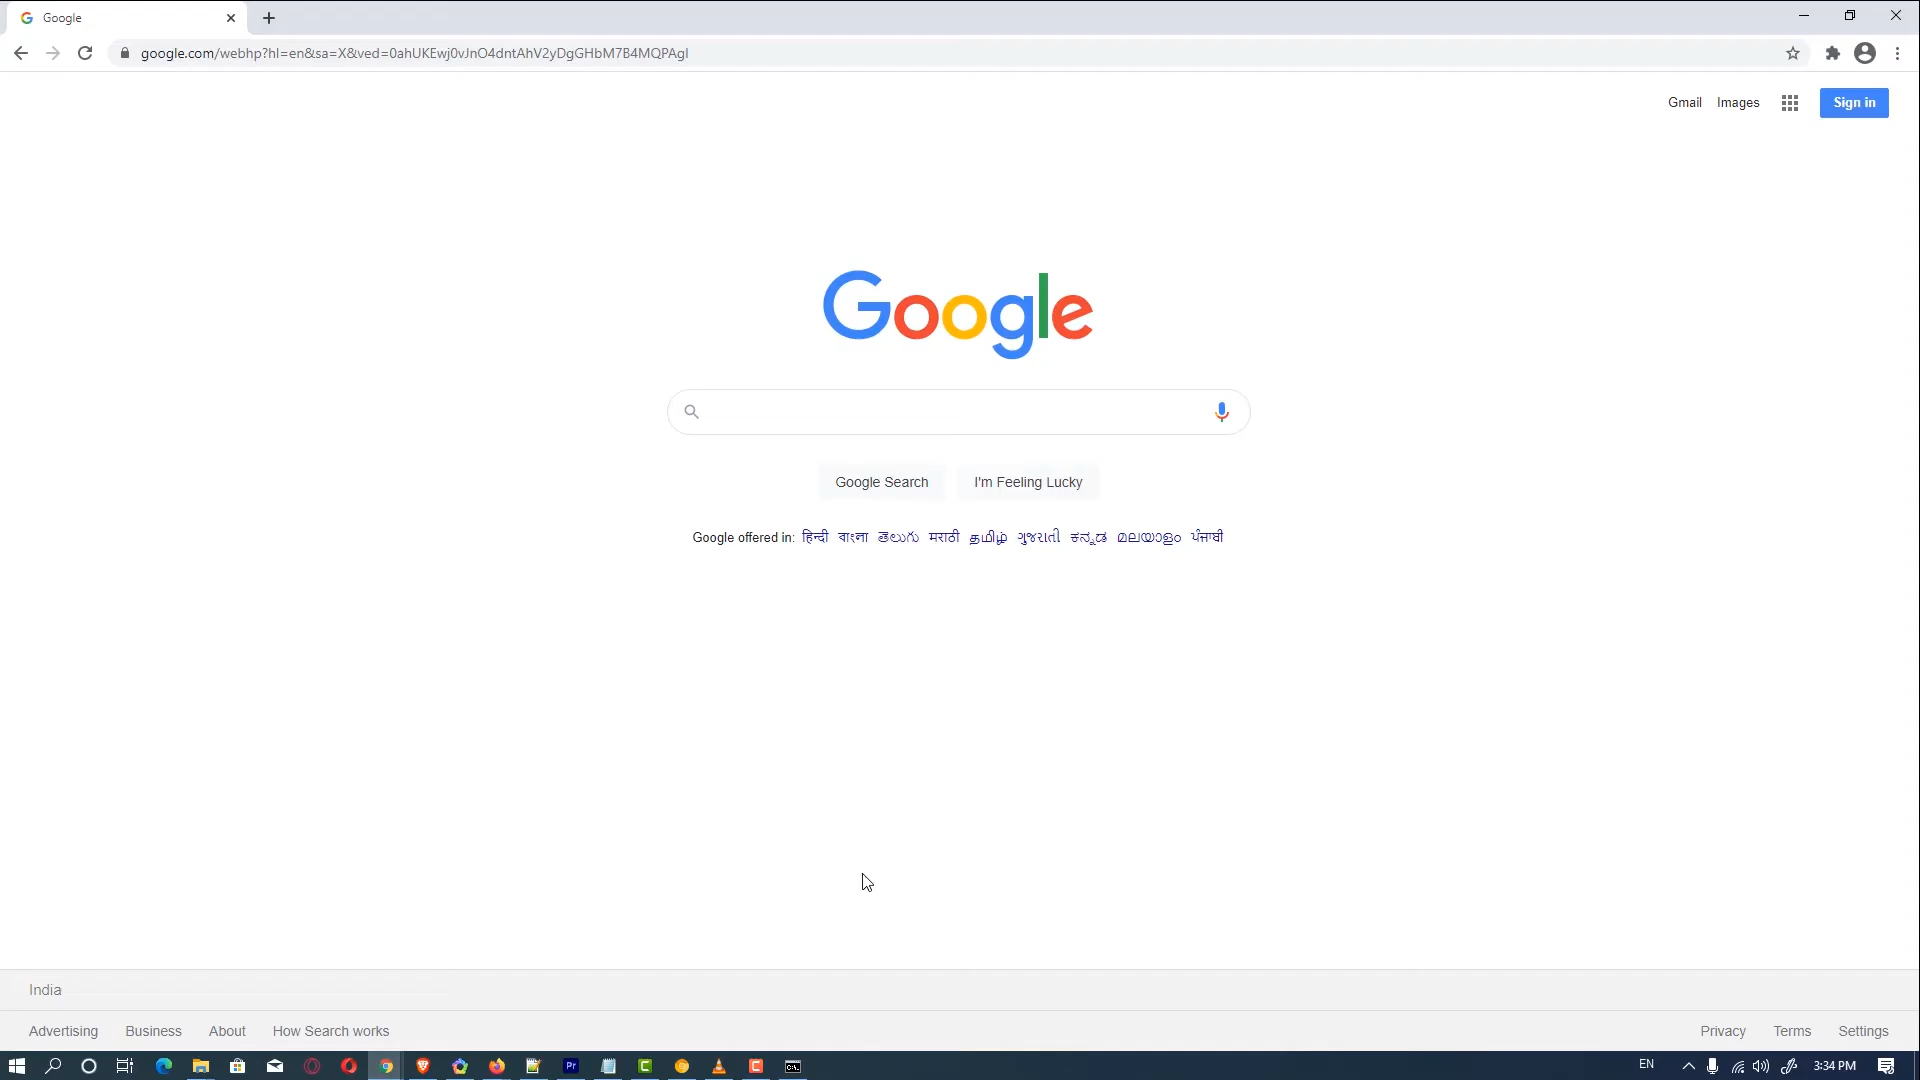 Google
google.com/webhp?hl=en&sa=X&ved=0ahUKEwj0vJnO4dntAhV2yDgGHbM7B4MQPAgI
Gmail Images Sign in
Google
Google Search I'm Feeling Lucky
Google offered in: हिन्दी বাংলা తెలుగు मराठी தமிழ் ગુજરાતી ಕನ್ನಡ മലയാളം ਪੰਜਾਬੀ
India
Advertising Business About How Search works Privacy Terms Settings
Pr C C C:\. EN 3:34 PM